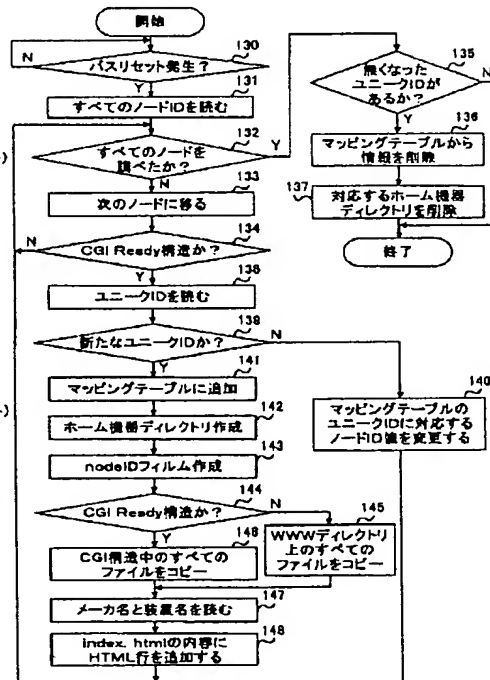 開始
130
バスリセット発生？
N
Y
131
すべてのノードIDを読む
132
すべてのノードを
調べたか？
Y
N
133
次のノードに移る
134
CGI Ready構造か？
N
Y
138
ユニークIDを読む
139
新たなユニークIDか？
N
Y
141
マッピングテーブルに追加
142
ホーム機器ディレクトリ作成
143
nodeIDフィルム作成
144
CGI Ready構造か？
N
Y
146
CGI構造中のすべての
ファイルをコピー
145
WWWディレクトリ
上のすべての
ファイルをコピー
147
メーカ名と装置名を読む
148
index. htmlの内容に
HTML行を追加する
135
無くなった
ユニークIDが
あるか？
N
Y
136
マッピングテーブルから
情報を削除
137
対応するホーム機器
ディレクトリを削除
終了
140
マッピングテーブルの
ユニークIDに対応する
ノードID値を変更する